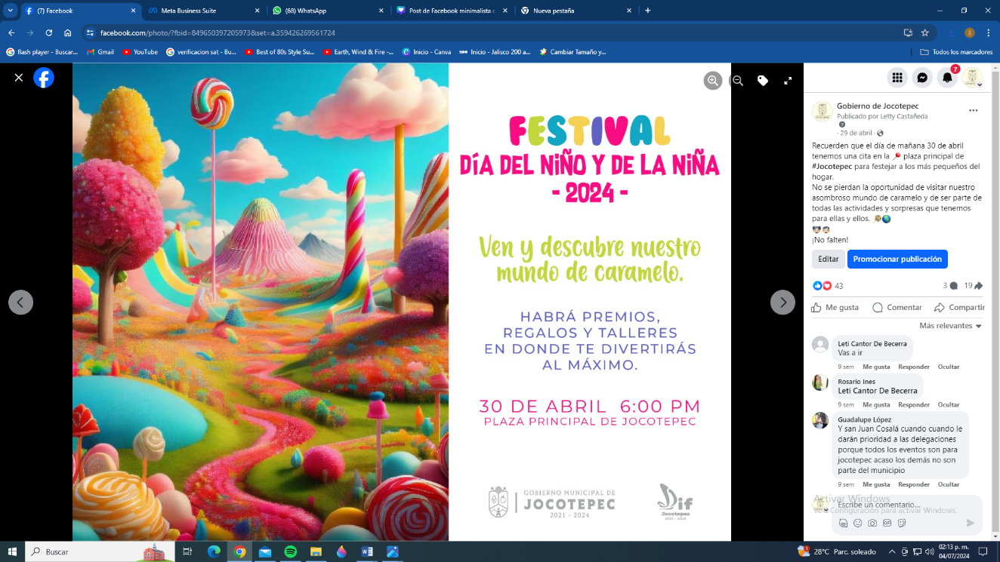 (7) Facebook
Meta Business Suite
(68) WhatsApp
Post de Facebook minimalista c
Nueva pestaña
facebook.com/photo/?fbid=849650397205973&set=a.359426269561724
flash player - Buscar...
Gmail
YouTube
verificacion sat - Bu...
Best of 80s Style Su...
Earth, Wind & Fire -...
Inicio - Canva
Inicio - Jalisco 200 a...
Cambiar Tamaño y...
Todos los marcadores
FESTIVAL
DÍA DEL NIÑO Y DE LA NIÑA
- 2024 -
Ven y descubre nuestro
mundo de caramelo.
HABRÁ PREMIOS,
REGALOS Y TALLERES
EN DONDE TE DIVERTIRÁS
AL MÁXIMO.
30 DE ABRIL 6:00 PM
PLAZA PRINCIPAL DE JOCOTEPEC
GOBIERNO MUNICIPAL DE
JOCOTEPEC
2021 - 2024
Dif
Jocotepec
2021 - 2024
7
Gobierno de Jocotepec
Publicado por Letty Castañeda
· 29 de abril ·
Recuerden que el día de mañana 30 de abril
tenemos una cita en la plaza principal de
#Jocotepec para festejar a los más pequeños del
hogar.
No se pierdan la oportunidad de visitar nuestro
asombroso mundo de caramelo y de ser parte de
todas las actividades y sorpresas que tenemos
para ellas y ellos.
¡No falten!
Editar
Promocionar publicación
43
3
19
Me gusta
Comentar
Compartir
Más relevantes
Leti Cantor De Becerra
Vas a ir
9 sem Me gusta Responder Ocultar
Rosario Ines
Leti Cantor De Becerra
9 sem Me gusta Responder Ocultar
Guadalupe López
Y san Juan Cosalá cuando cuando le
darán prioridad a las delegaciones
porque todos los eventos son para
jocotepec acaso los demás no son
parte del municipio
9 sem Me gusta Responder Ocultar
Activar Windows
Escribe un comentario...
Ve a Configuración para activar Windows.
Buscar
28°C Parc. soleado
02:13 p. m.
04/07/2024